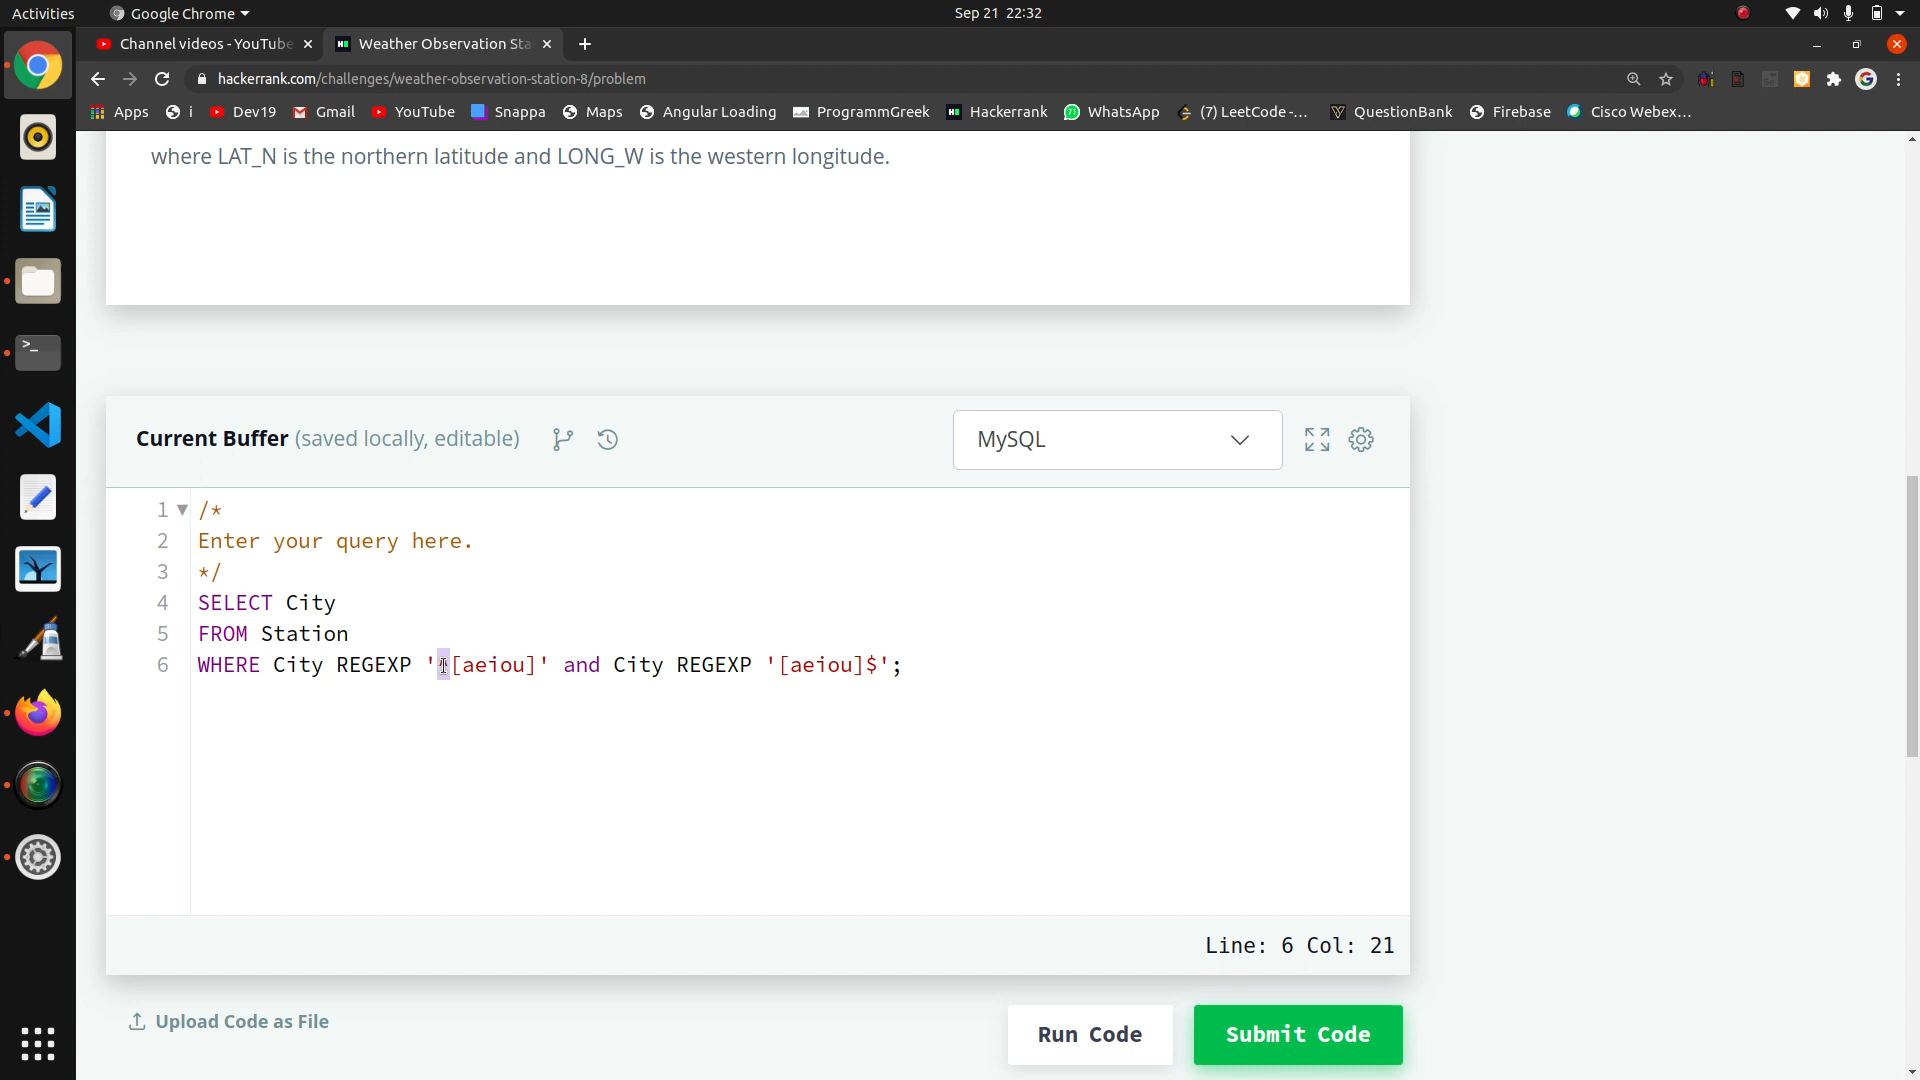 Activities Google Chrome Sep 21 22:32
Channel videos - YouTube Weather Observation Sta
hackerrank.com/challenges/weather-observation-station-8/problem
Apps i Dev19 Gmail YouTube Snappa Maps Angular Loading ProgrammGreek Hackerrank WhatsApp (7) LeetCode -... QuestionBank Firebase Cisco Webex...
where LAT_N is the northern latitude and LONG_W is the western longitude.
Current Buffer (saved locally, editable) MySQL
1 /*
2 Enter your query here.
3 */
4 SELECT City
5 FROM Station
6 WHERE City REGEXP '^[aeiou]' and City REGEXP '[aeiou]$';
Line: 6 Col: 21
Upload Code as File Run Code Submit Code